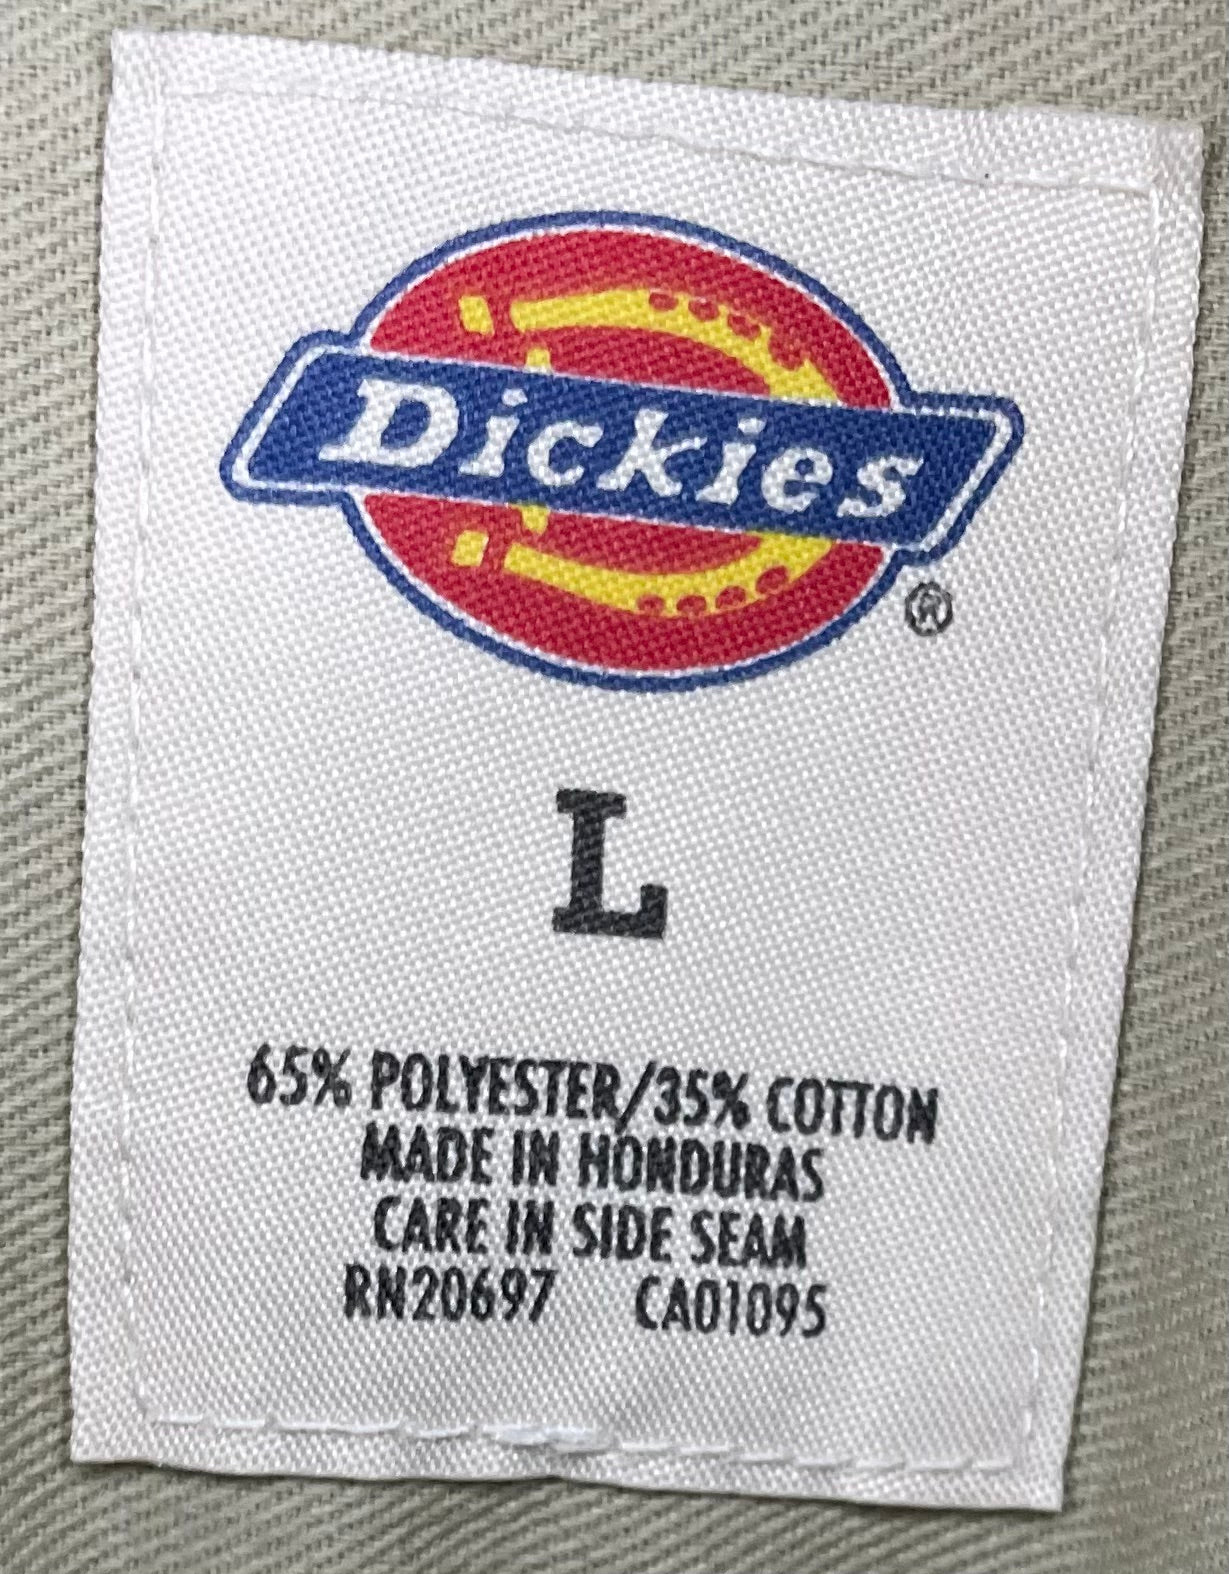 Dickies
®
L
65% POLYESTER/35% COTTON
MADE IN HONDURAS
CARE IN SIDE SEAM
RN20697 CA01095